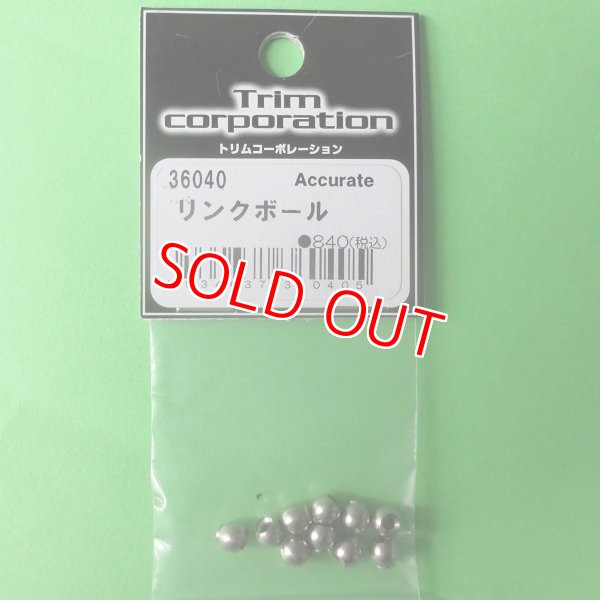 Trim
corporation
トリムコーポレーション
36040 Accurate
リンクボール
●840(税込)
0405
SOLD OUT